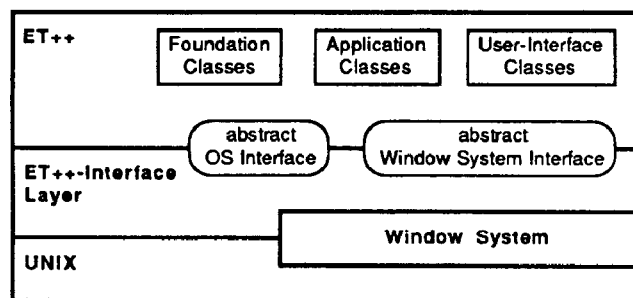 ET++
Foundation
Classes
Application
Classes
User-Interface
Classes
abstract
OS Interface
abstract
Window System Interface
ET++-Interface
Layer
Window System
UNIX